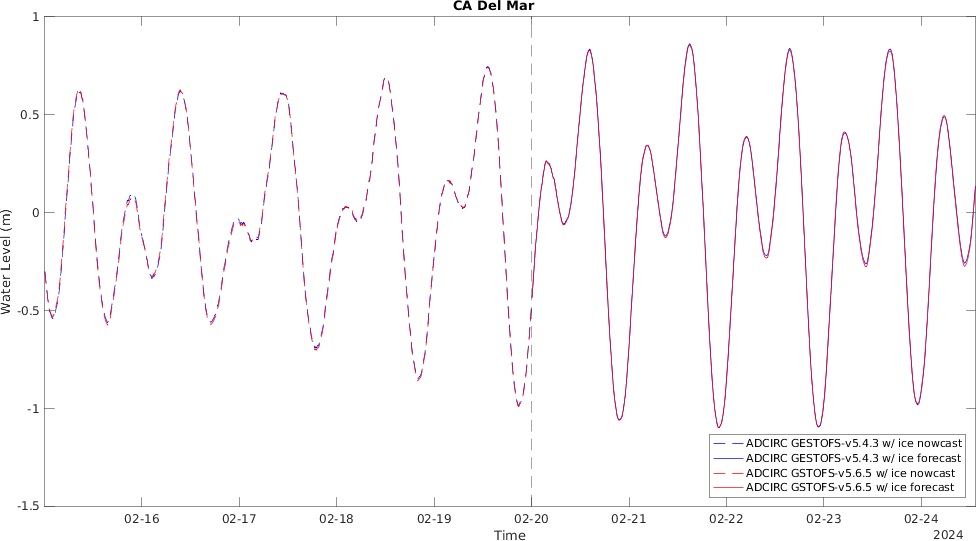 CA Del Mar
Water Level (m)
1
0.5
0
-0.5
-1
-1.5
ADCIRC GESTOFS-v5.4.3 w/ ice nowcast
ADCIRC GESTOFS-v5.4.3 w/ ice forecast
ADCIRC GSTOFS-v5.6.5 w/ ice nowcast
ADCIRC GSTOFS-v5.6.5 w/ ice forecast
02-16 02-17 02-18 02-19 02-20 02-21 02-22 02-23 02-24
Time
2024